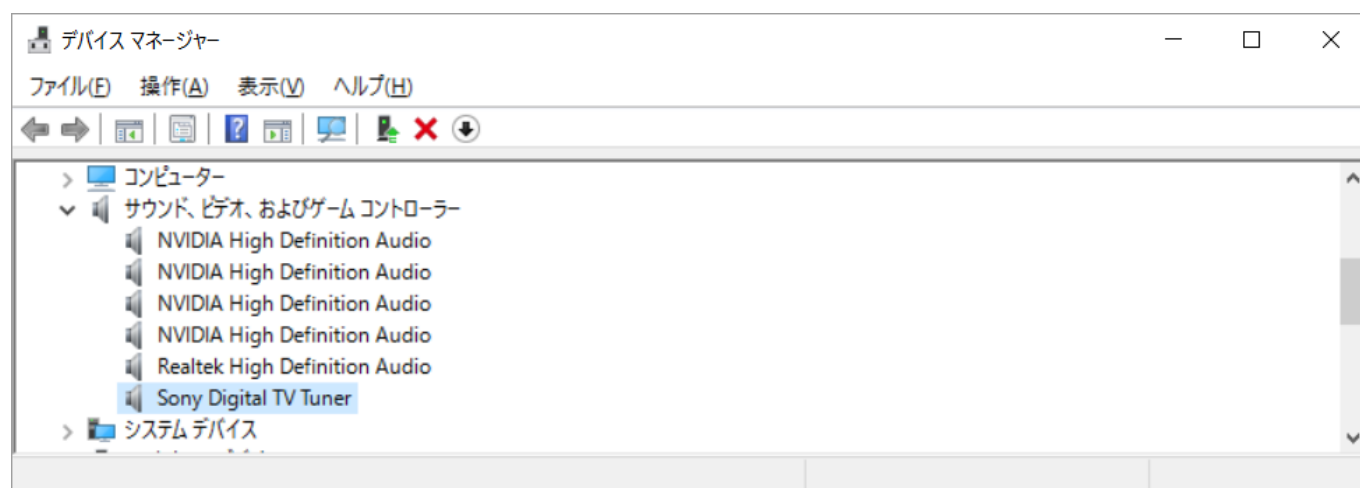 デバイス マネージャー
ファイル(F) 操作(A) 表示(V) ヘルプ(H)
コンピューター
サウンド、ビデオ、およびゲーム コントローラー
NVIDIA High Definition Audio
NVIDIA High Definition Audio
NVIDIA High Definition Audio
NVIDIA High Definition Audio
Realtek High Definition Audio
Sony Digital TV Tuner
システム デバイス